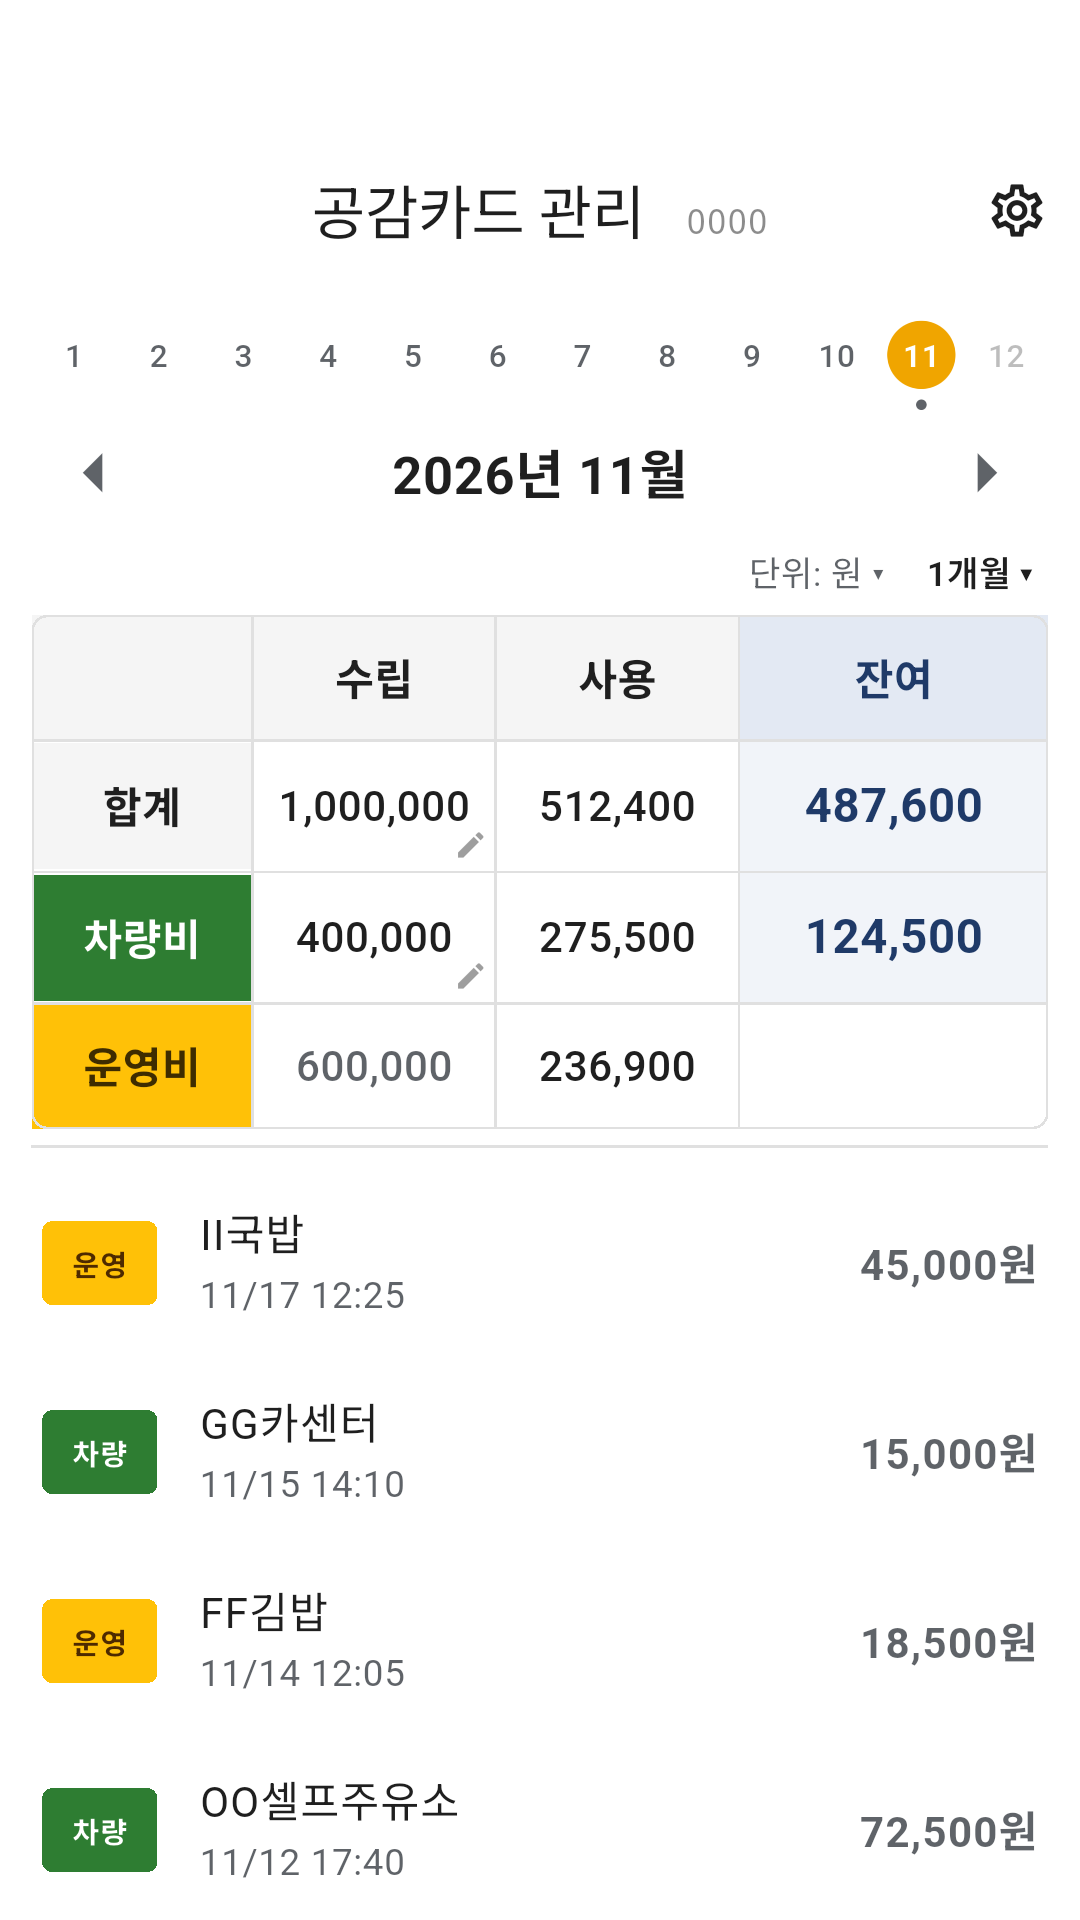 공감카드 관리 0000
1 2 3 4 5 6 7 8 9 10 11 12
2026년 11월
단위: 원 ▾ 1개월 ▾
수립 사용 잔여
합계 1,000,000 512,400 487,600
차량비 400,000 275,500 124,500
운영비 600,000 236,900
운영 II국밥 45,000원
11/17 12:25
차량 GG카센터 15,000원
11/15 14:10
운영 FF김밥 18,500원
11/14 12:05
차량 OO셀프주유소 72,500원
11/12 17:40